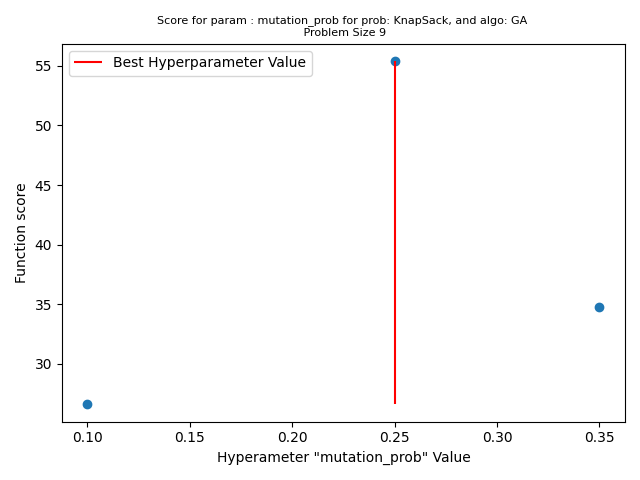 Score for param : mutation_prob for prob: KnapSack, and algo: GA
Problem Size 9
Best Hyperparameter Value
55
50
45
40
35
30
Function score
0.10 0.15 0.20 0.25 0.30 0.35
Hyperameter "mutation_prob" Value